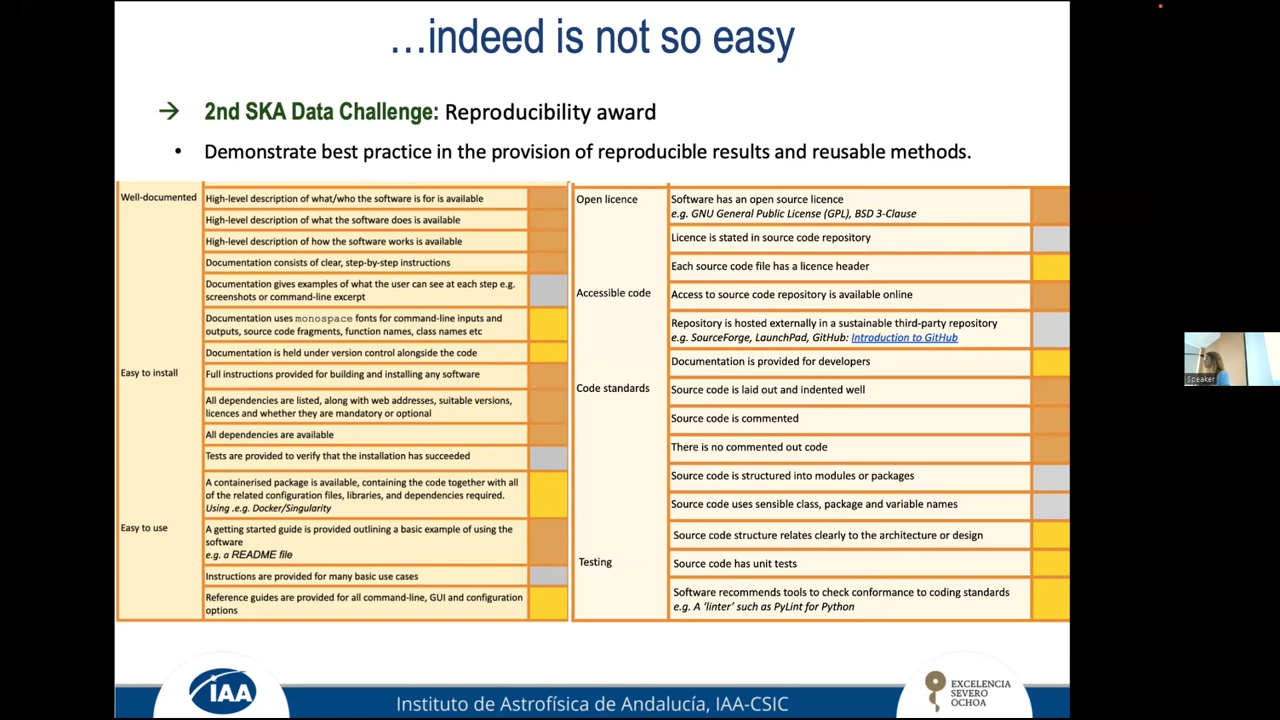 …indeed is not so easy
→ 2nd SKA Data Challenge: Reproducibility award
• Demonstrate best practice in the provision of reproducible results and reusable methods.
Well-documented
High-level description of what/who the software is for is available
High-level description of what the software does is available
High-level description of how the software works is available
Documentation consists of clear, step-by-step instructions
Documentation gives examples of what the user can see at each step e.g.
screenshots or command-line excerpt
Documentation uses monospace fonts for command-line inputs and
outputs, source code fragments, function names, class names etc
Documentation is held under version control alongside the code
Easy to install
Full instructions provided for building and installing any software
All dependencies are listed, along with web addresses, suitable versions,
licences and whether they are mandatory or optional
All dependencies are available
Tests are provided to verify that the installation has succeeded
A containerised package is available, containing the code together with all
of the related configuration files, libraries, and dependencies required.
Using .e.g. Docker/Singularity
Easy to use
A getting started guide is provided outlining a basic example of using the
software
e.g. a README file
Instructions are provided for many basic use cases
Reference guides are provided for all command-line, GUI and configuration
options
Open licence
Software has an open source licence
e.g. GNU General Public License (GPL), BSD 3-Clause
Licence is stated in source code repository
Each source code file has a licence header
Accessible code
Access to source code repository is available online
Repository is hosted externally in a sustainable third-party repository
e.g. SourceForge, LaunchPad, GitHub: Introduction to GitHub
Documentation is provided for developers
Code standards
Source code is laid out and indented well
Source code is commented
There is no commented out code
Source code is structured into modules or packages
Source code uses sensible class, package and variable names
Source code structure relates clearly to the architecture or design
Testing
Source code has unit tests
Software recommends tools to check conformance to coding standards
e.g. A 'linter' such as PyLint for Python
Speaker
IAA
Instituto de Astrofísica de Andalucía, IAA-CSIC
EXCELENCIA
SEVERO
OCHOA